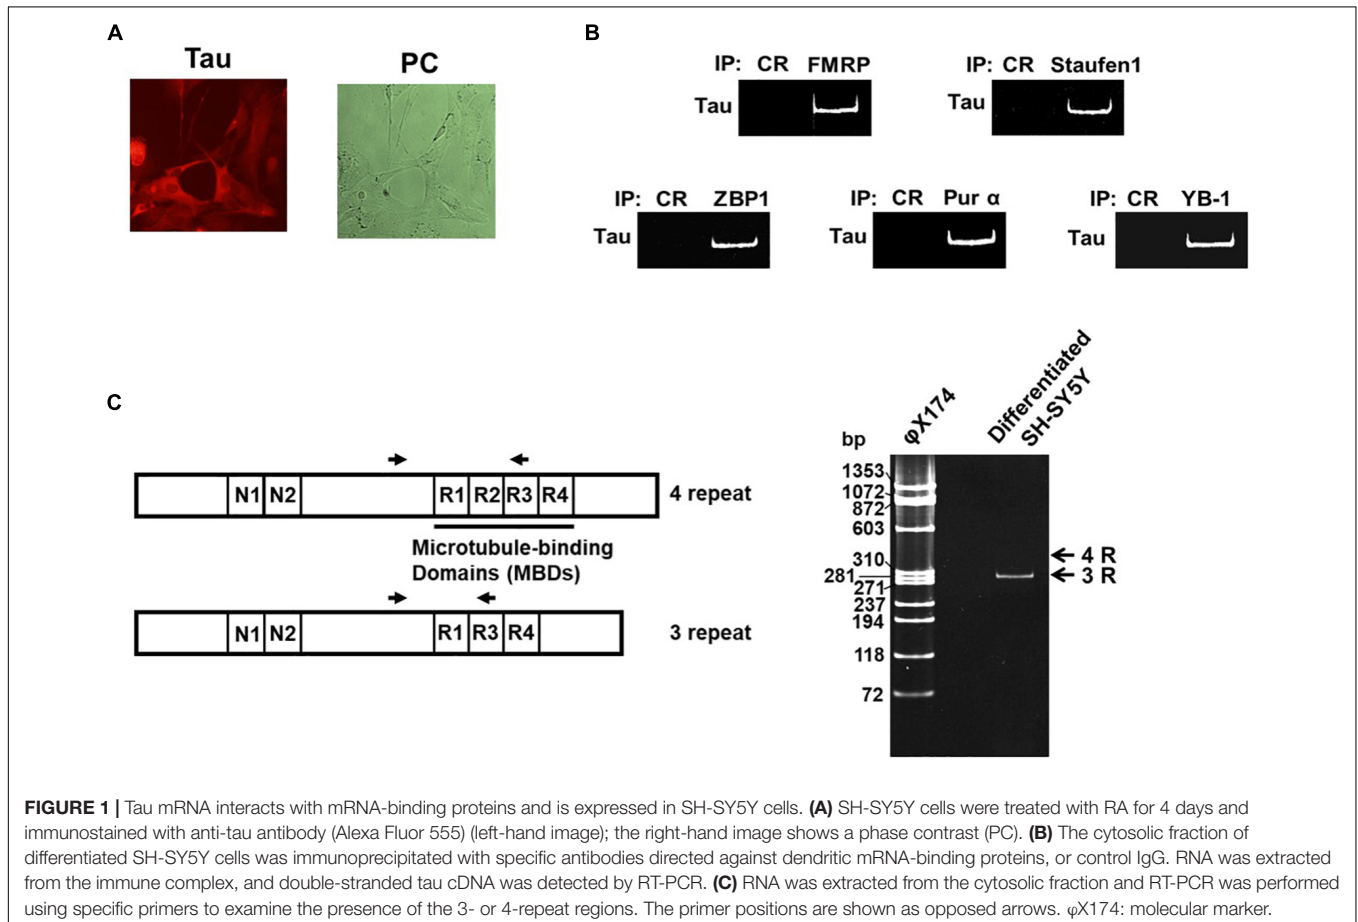 A
Tau
PC
B
IP: CR FMRP
Tau
IP: CR Staufen1
Tau
IP: CR ZBP1
Tau
IP: CR Pur α
Tau
IP: CR YB-1
Tau
C
N1 N2 R1 R2 R3 R4
4 repeat
Microtubule-binding
Domains (MBDs)
N1 N2 R1 R3 R4
3 repeat
bp
φX174
Differentiated
SH-SY5Y
1353
1072
872
603
310
281
271
237
194
118
72
4 R
3 R
FIGURE 1 | Tau mRNA interacts with mRNA-binding proteins and is expressed in SH-SY5Y cells. (A) SH-SY5Y cells were treated with RA for 4 days and
immunostained with anti-tau antibody (Alexa Fluor 555) (left-hand image); the right-hand image shows a phase contrast (PC). (B) The cytosolic fraction of
differentiated SH-SY5Y cells was immunoprecipitated with specific antibodies directed against dendritic mRNA-binding proteins, or control IgG. RNA was extracted
from the immune complex, and double-stranded tau cDNA was detected by RT-PCR. (C) RNA was extracted from the cytosolic fraction and RT-PCR was performed
using specific primers to examine the presence of the 3- or 4-repeat regions. The primer positions are shown as opposed arrows. φX174: molecular marker.